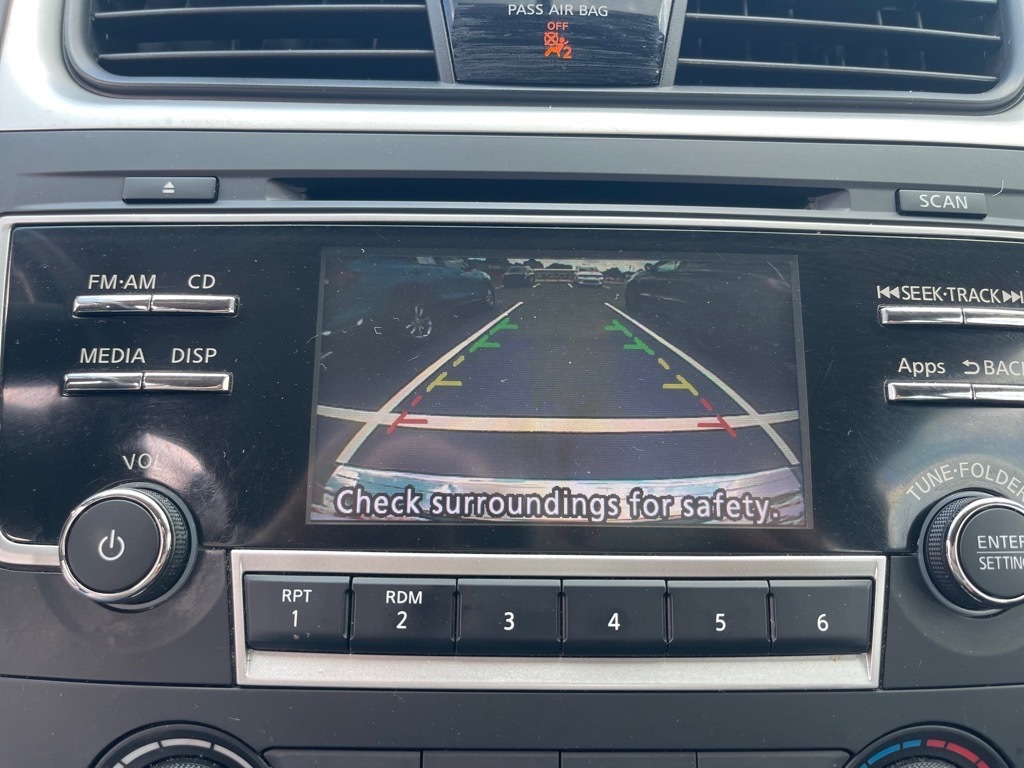 PASS AIR BAG
OFF
2
SCAN
FM·AM CD
SEEK·TRACK
MEDIA DISP
Apps BACK
VOL
TUNE·FOLDER
Check surroundings for safety.
ENTER
SETTING
RPT
1
RDM
2
3
4
5
6